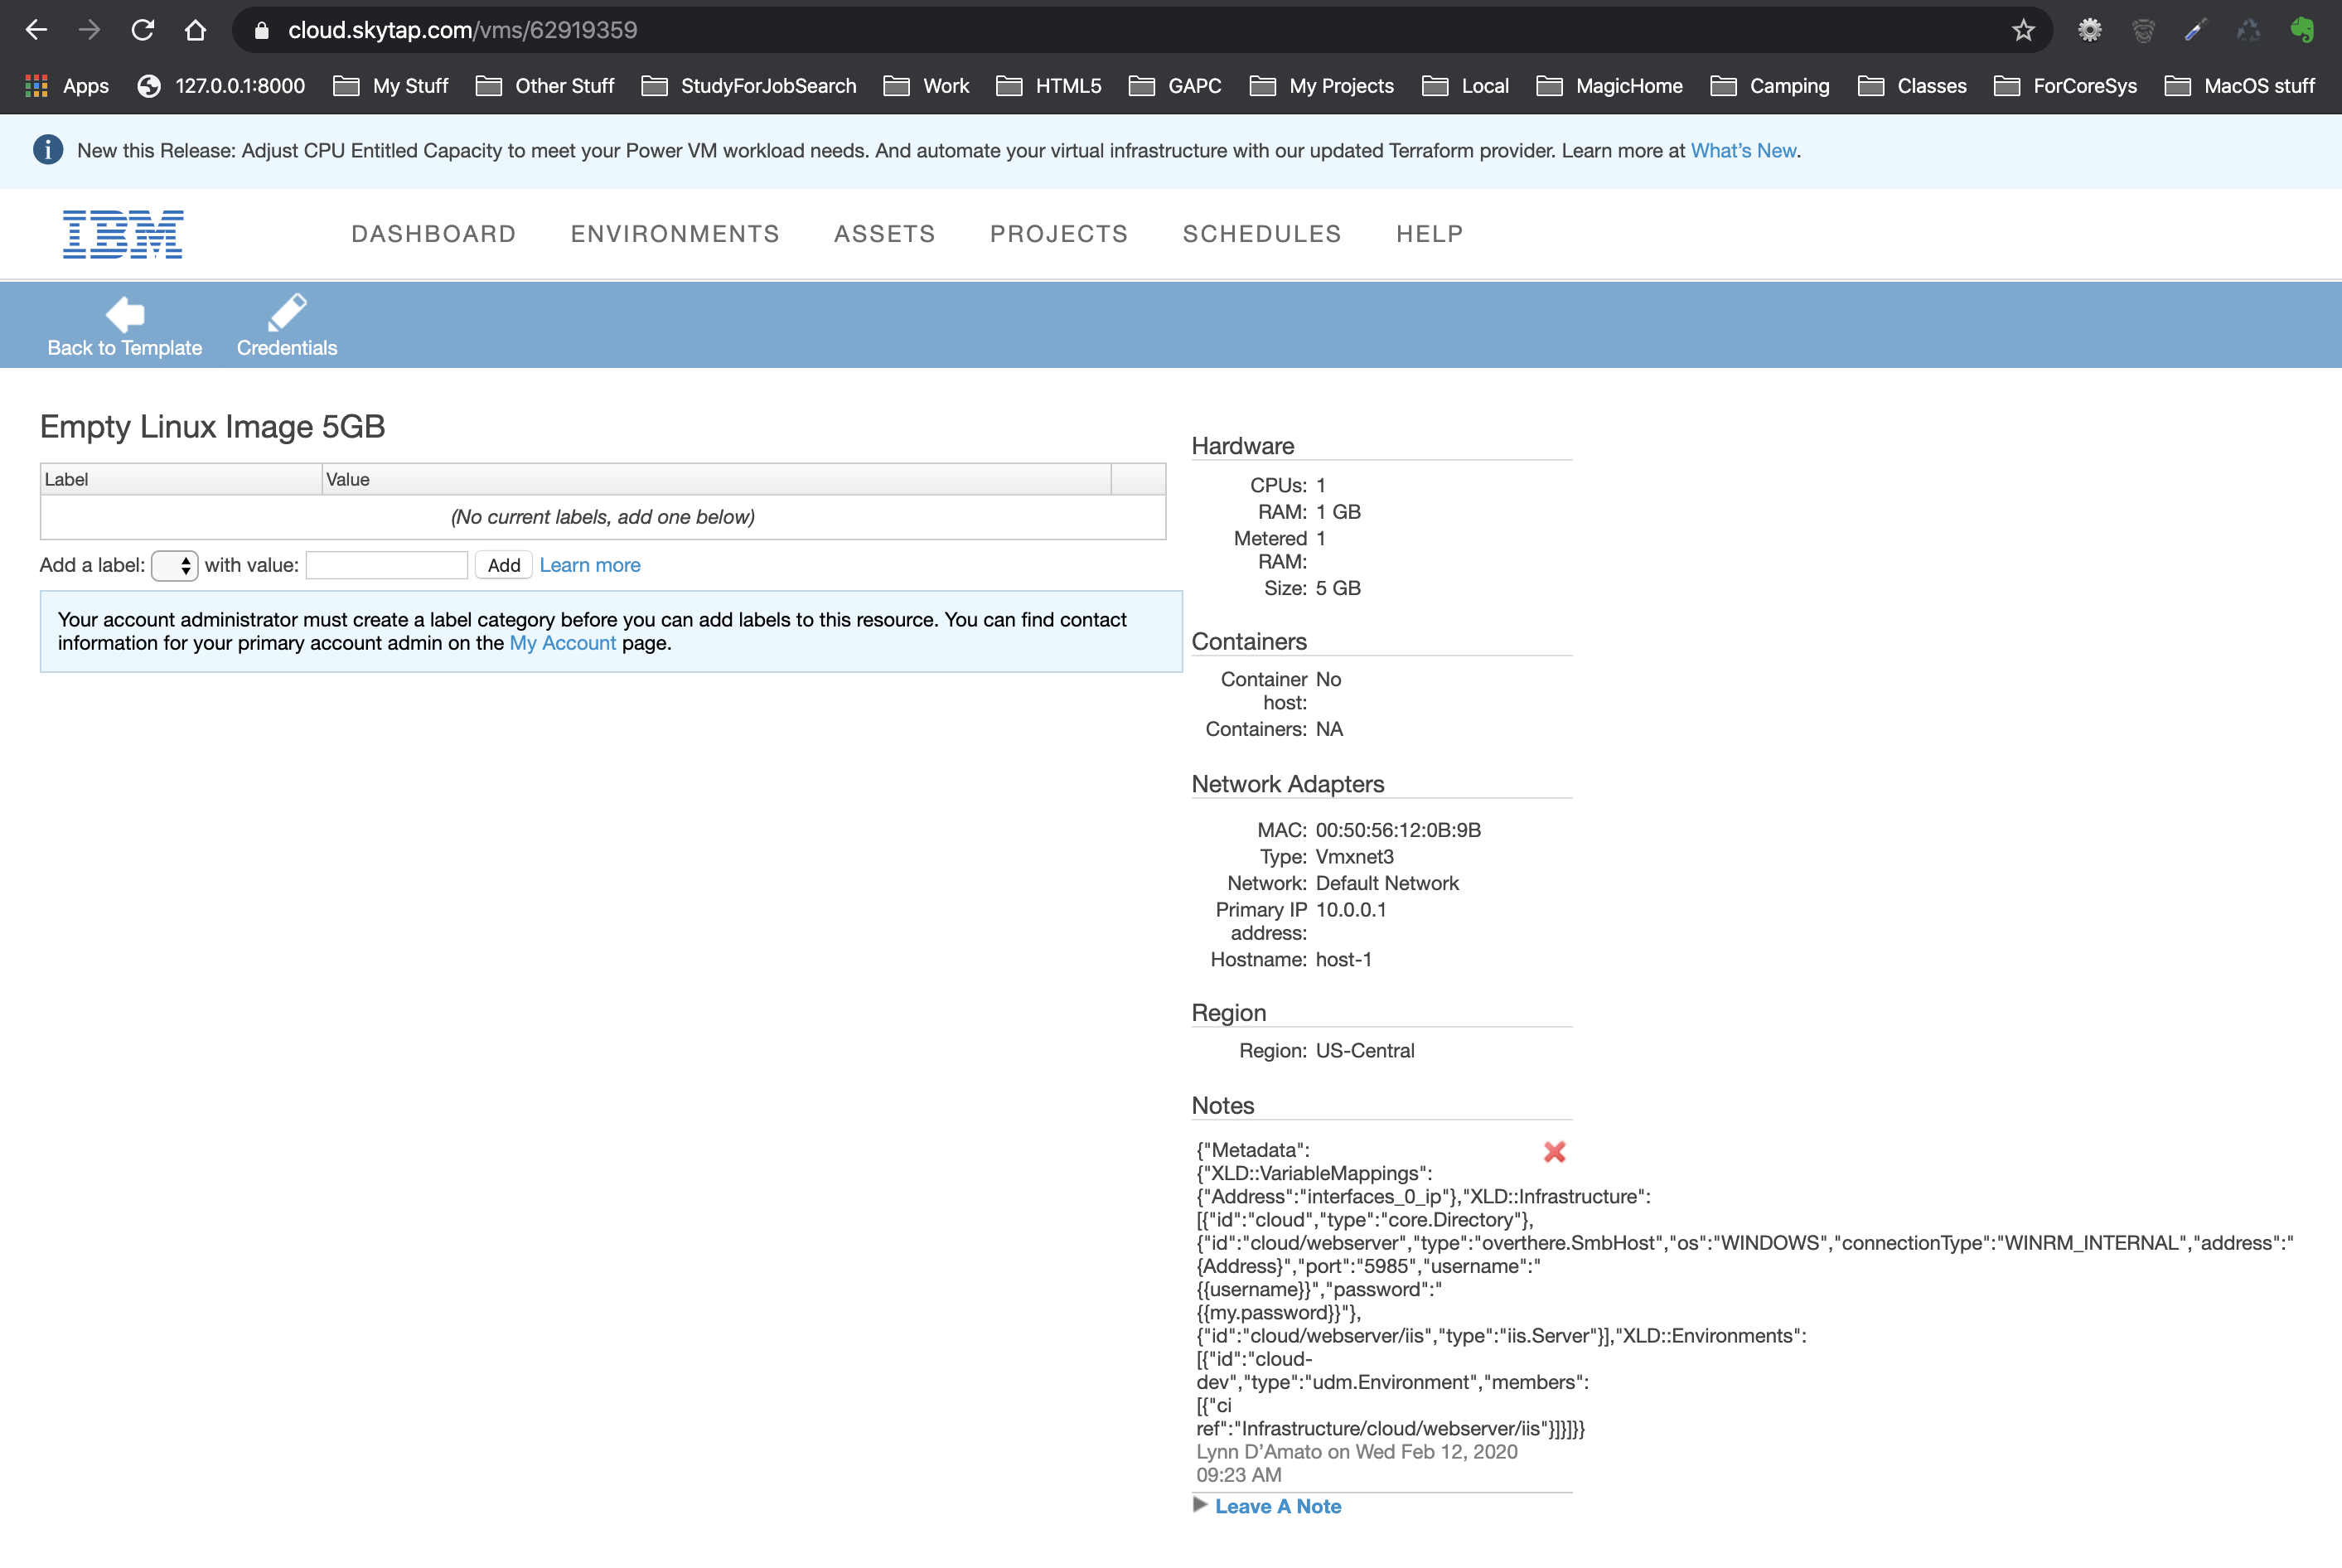 cloud.skytap.com/vms/62919359
Apps 127.0.0.1:8000 My Stuff Other Stuff StudyForJobSearch Work HTML5 GAPC My Projects Local MagicHome Camping Classes ForCoreSys MacOS stuff
New this Release: Adjust CPU Entitled Capacity to meet your Power VM workload needs. And automate your virtual infrastructure with our updated Terraform provider. Learn more at What's New.
IBM DASHBOARD ENVIRONMENTS ASSETS PROJECTS SCHEDULES HELP
Back to Template Credentials
Empty Linux Image 5GB
Label Value
(No current labels, add one below)
Add a label: with value: Add Learn more
Your account administrator must create a label category before you can add labels to this resource. You can find contact
information for your primary account admin on the My Account page.
Hardware
CPUs: 1
RAM: 1 GB
Metered 1
RAM:
Size: 5 GB
Containers
Container No
host:
Containers: NA
Network Adapters
MAC: 00:50:56:12:0B:9B
Type: Vmxnet3
Network: Default Network
Primary IP 10.0.0.1
address:
Hostname: host-1
Region
Region: US-Central
Notes
{"Metadata":
{"XLD::VariableMappings":
{"Address":"interfaces_0_ip"},"XLD::Infrastructure":
[{"id":"cloud","type":"core.Directory"},
{"id":"cloud/webserver","type":"overthere.SmbHost","os":"WINDOWS","connectionType":"WINRM_INTERNAL","address":"
{Address}","port":"5985","username":"
{{username}}","password":"
{{my.password}}"},
{"id":"cloud/webserver/iis","type":"iis.Server"}],"XLD::Environments":
[{"id":"cloud-
dev","type":"udm.Environment","members":
[{"ci
ref":"Infrastructure/cloud/webserver/iis"}]}]}}
Lynn D'Amato on Wed Feb 12, 2020
09:23 AM
Leave A Note